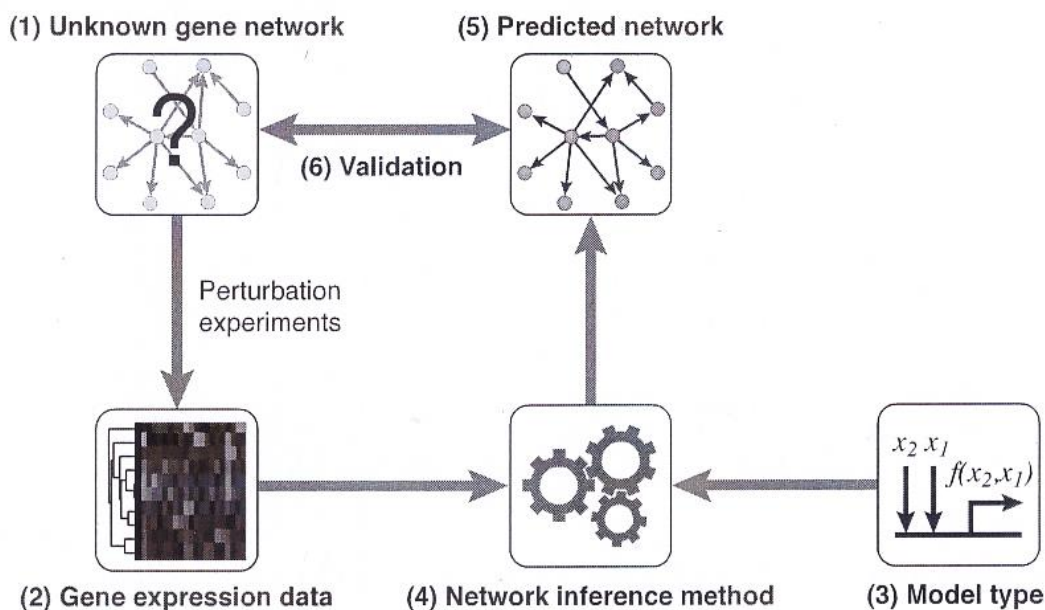 (1) Unknown gene network
(5) Predicted network
?
(6) Validation
Perturbation
experiments
x₂ x₁
f(x₂,x₁)
(2) Gene expression data
(4) Network inference method
(3) Model type